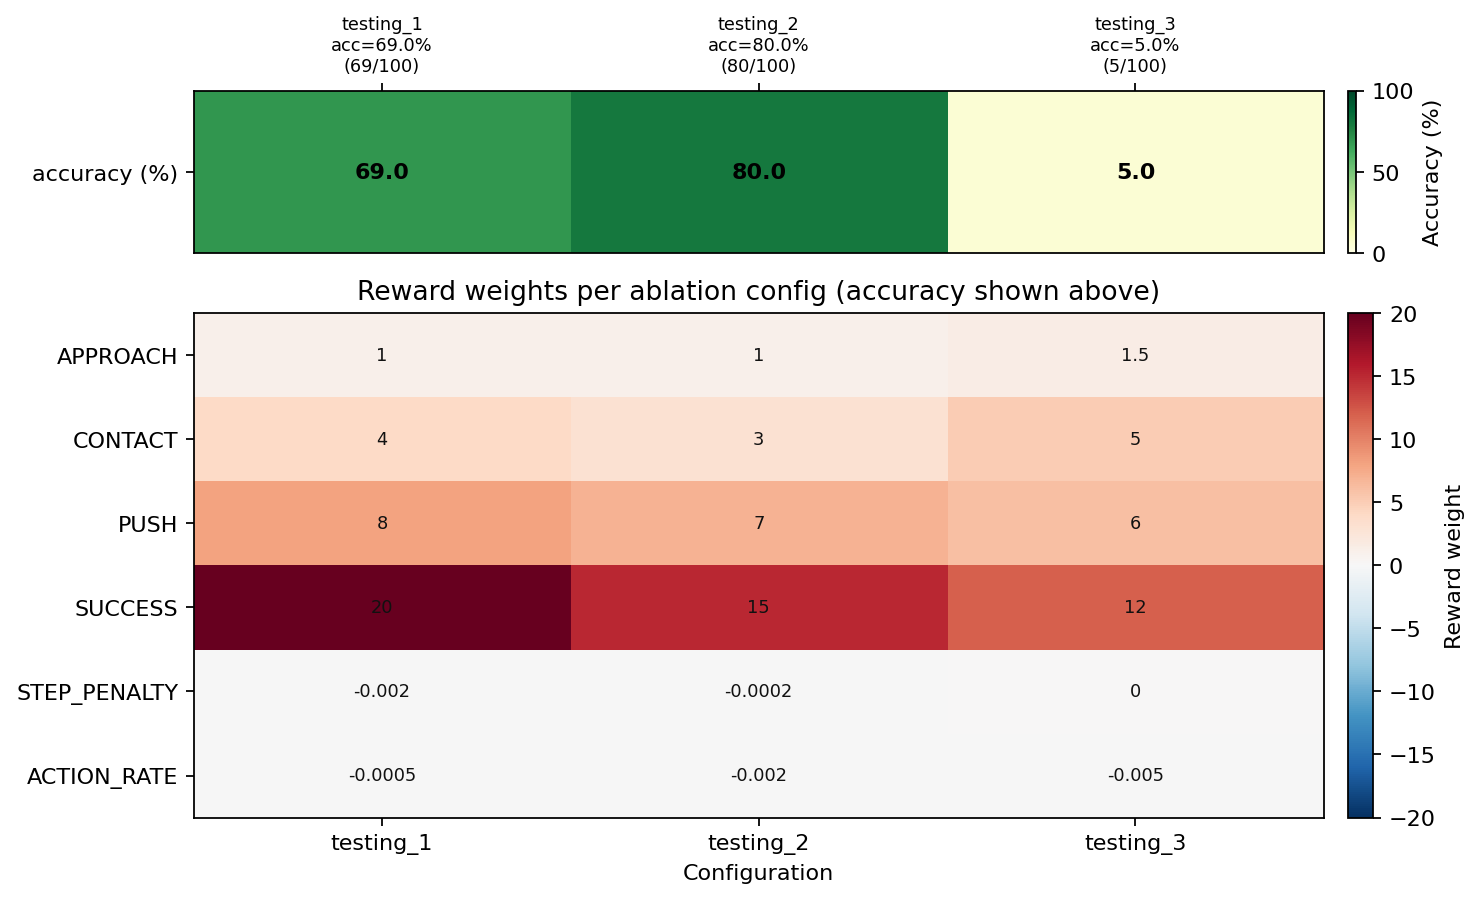 testing_1
acc=69.0%
(69/100)
testing_2
acc=80.0%
(80/100)
testing_3
acc=5.0%
(5/100)
accuracy (%)
69.0
80.0
5.0
100
50
0
Accuracy (%)
Reward weights per ablation config (accuracy shown above)
APPROACH
1
1
1.5
CONTACT
4
3
5
PUSH
8
7
6
SUCCESS
20
15
12
STEP_PENALTY
-0.002
-0.0002
0
ACTION_RATE
-0.0005
-0.002
-0.005
testing_1
testing_2
testing_3
Configuration
20
15
10
5
0
−5
−10
−15
−20
Reward weight